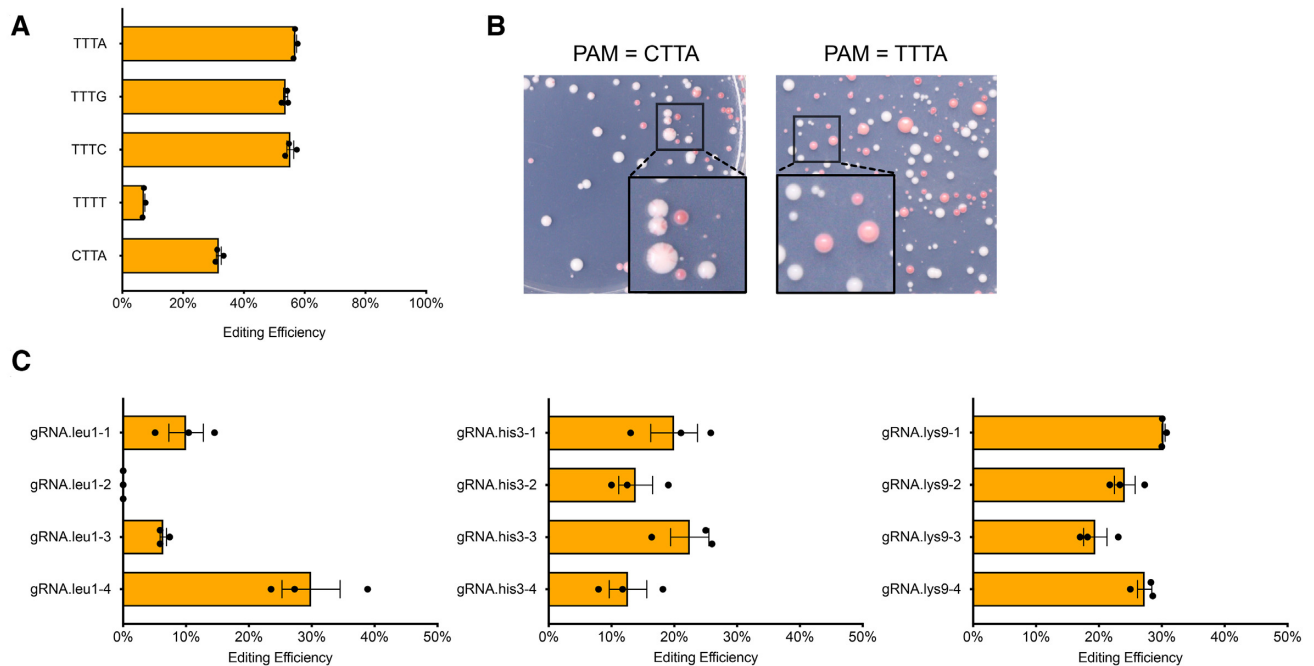 A
TTTA
TTTG
TTTC
TTTT
CTTA
0% 20% 40% 60% 80% 100%
Editing Efficiency
B
PAM = CTTA PAM = TTTA
C
gRNA.leu1-1
gRNA.leu1-2
gRNA.leu1-3
gRNA.leu1-4
0% 10% 20% 30% 40% 50%
Editing Efficiency
gRNA.his3-1
gRNA.his3-2
gRNA.his3-3
gRNA.his3-4
0% 10% 20% 30% 40% 50%
Editing Efficiency
gRNA.lys9-1
gRNA.lys9-2
gRNA.lys9-3
gRNA.lys9-4
0% 10% 20% 30% 40% 50%
Editing Efficiency